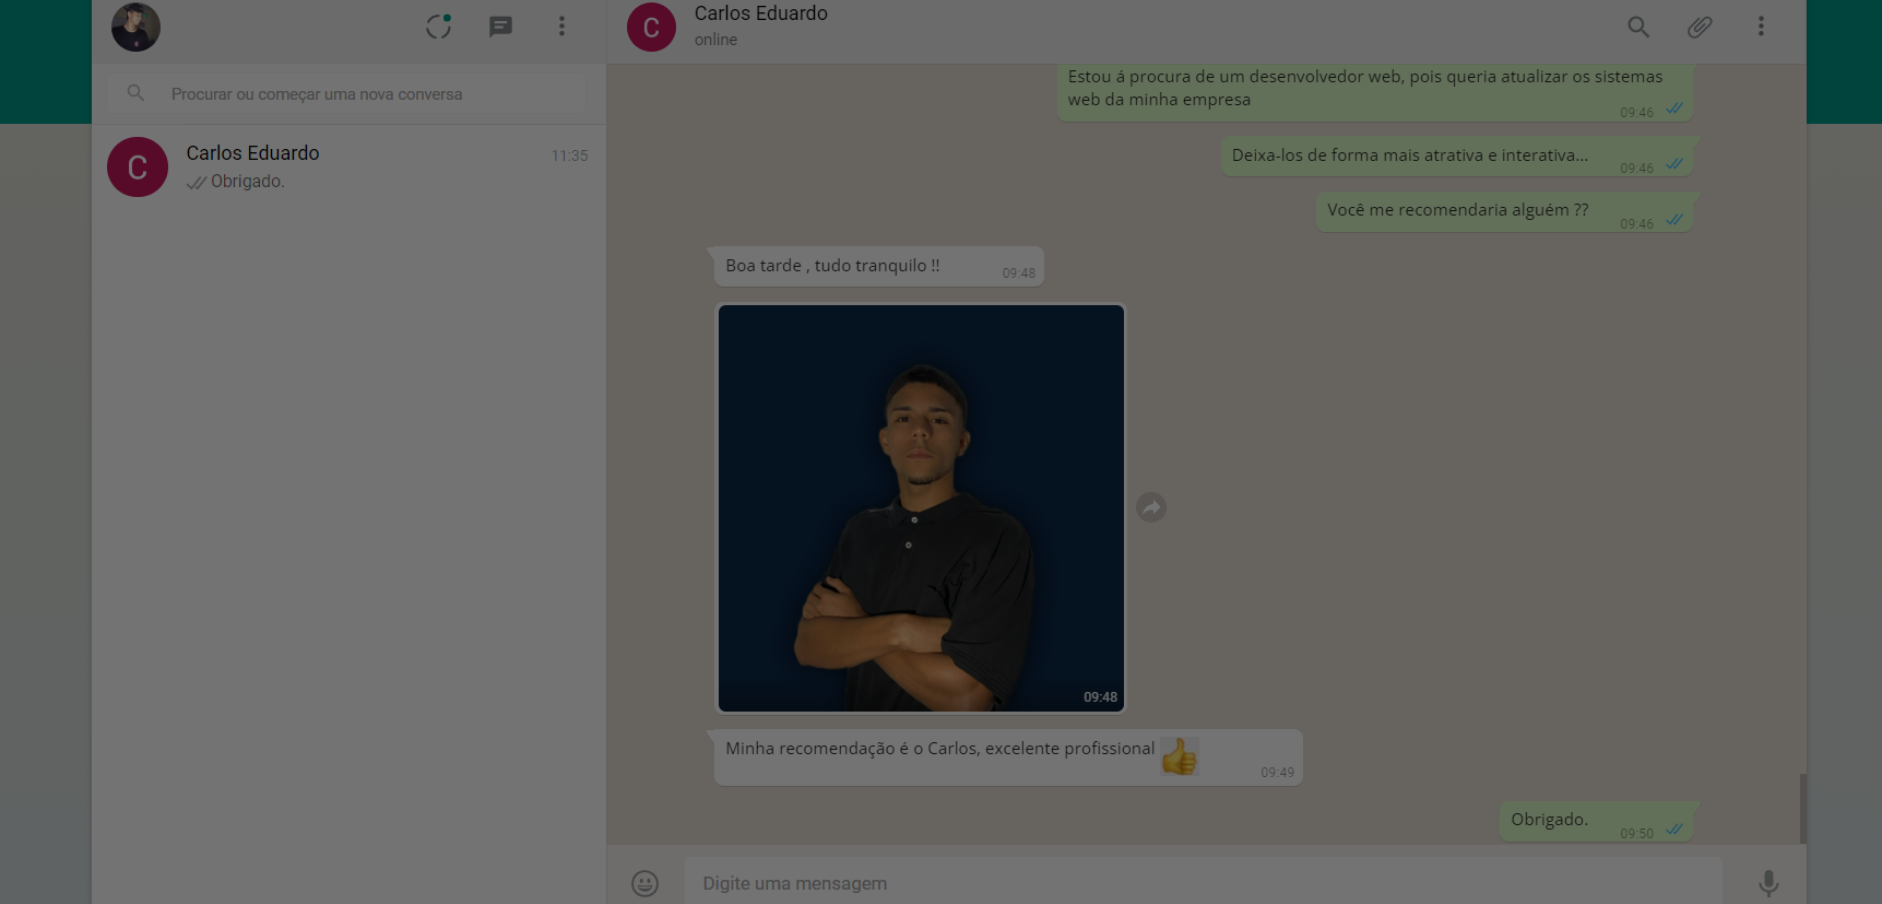 C
Carlos Eduardo
online
Procurar ou começar uma nova conversa
C
Carlos Eduardo
11:35
Obrigado.
Estou á procura de um desenvolvedor web, pois queria atualizar os sistemas
web da minha empresa
09:46
Deixa-los de forma mais atrativa e interativa...
09:46
Você me recomendaria alguém ??
09:46
Boa tarde , tudo tranquilo !!
09:48
09:48
Minha recomendação é o Carlos, excelente profissional
09:49
Obrigado.
09:50
Digite uma mensagem